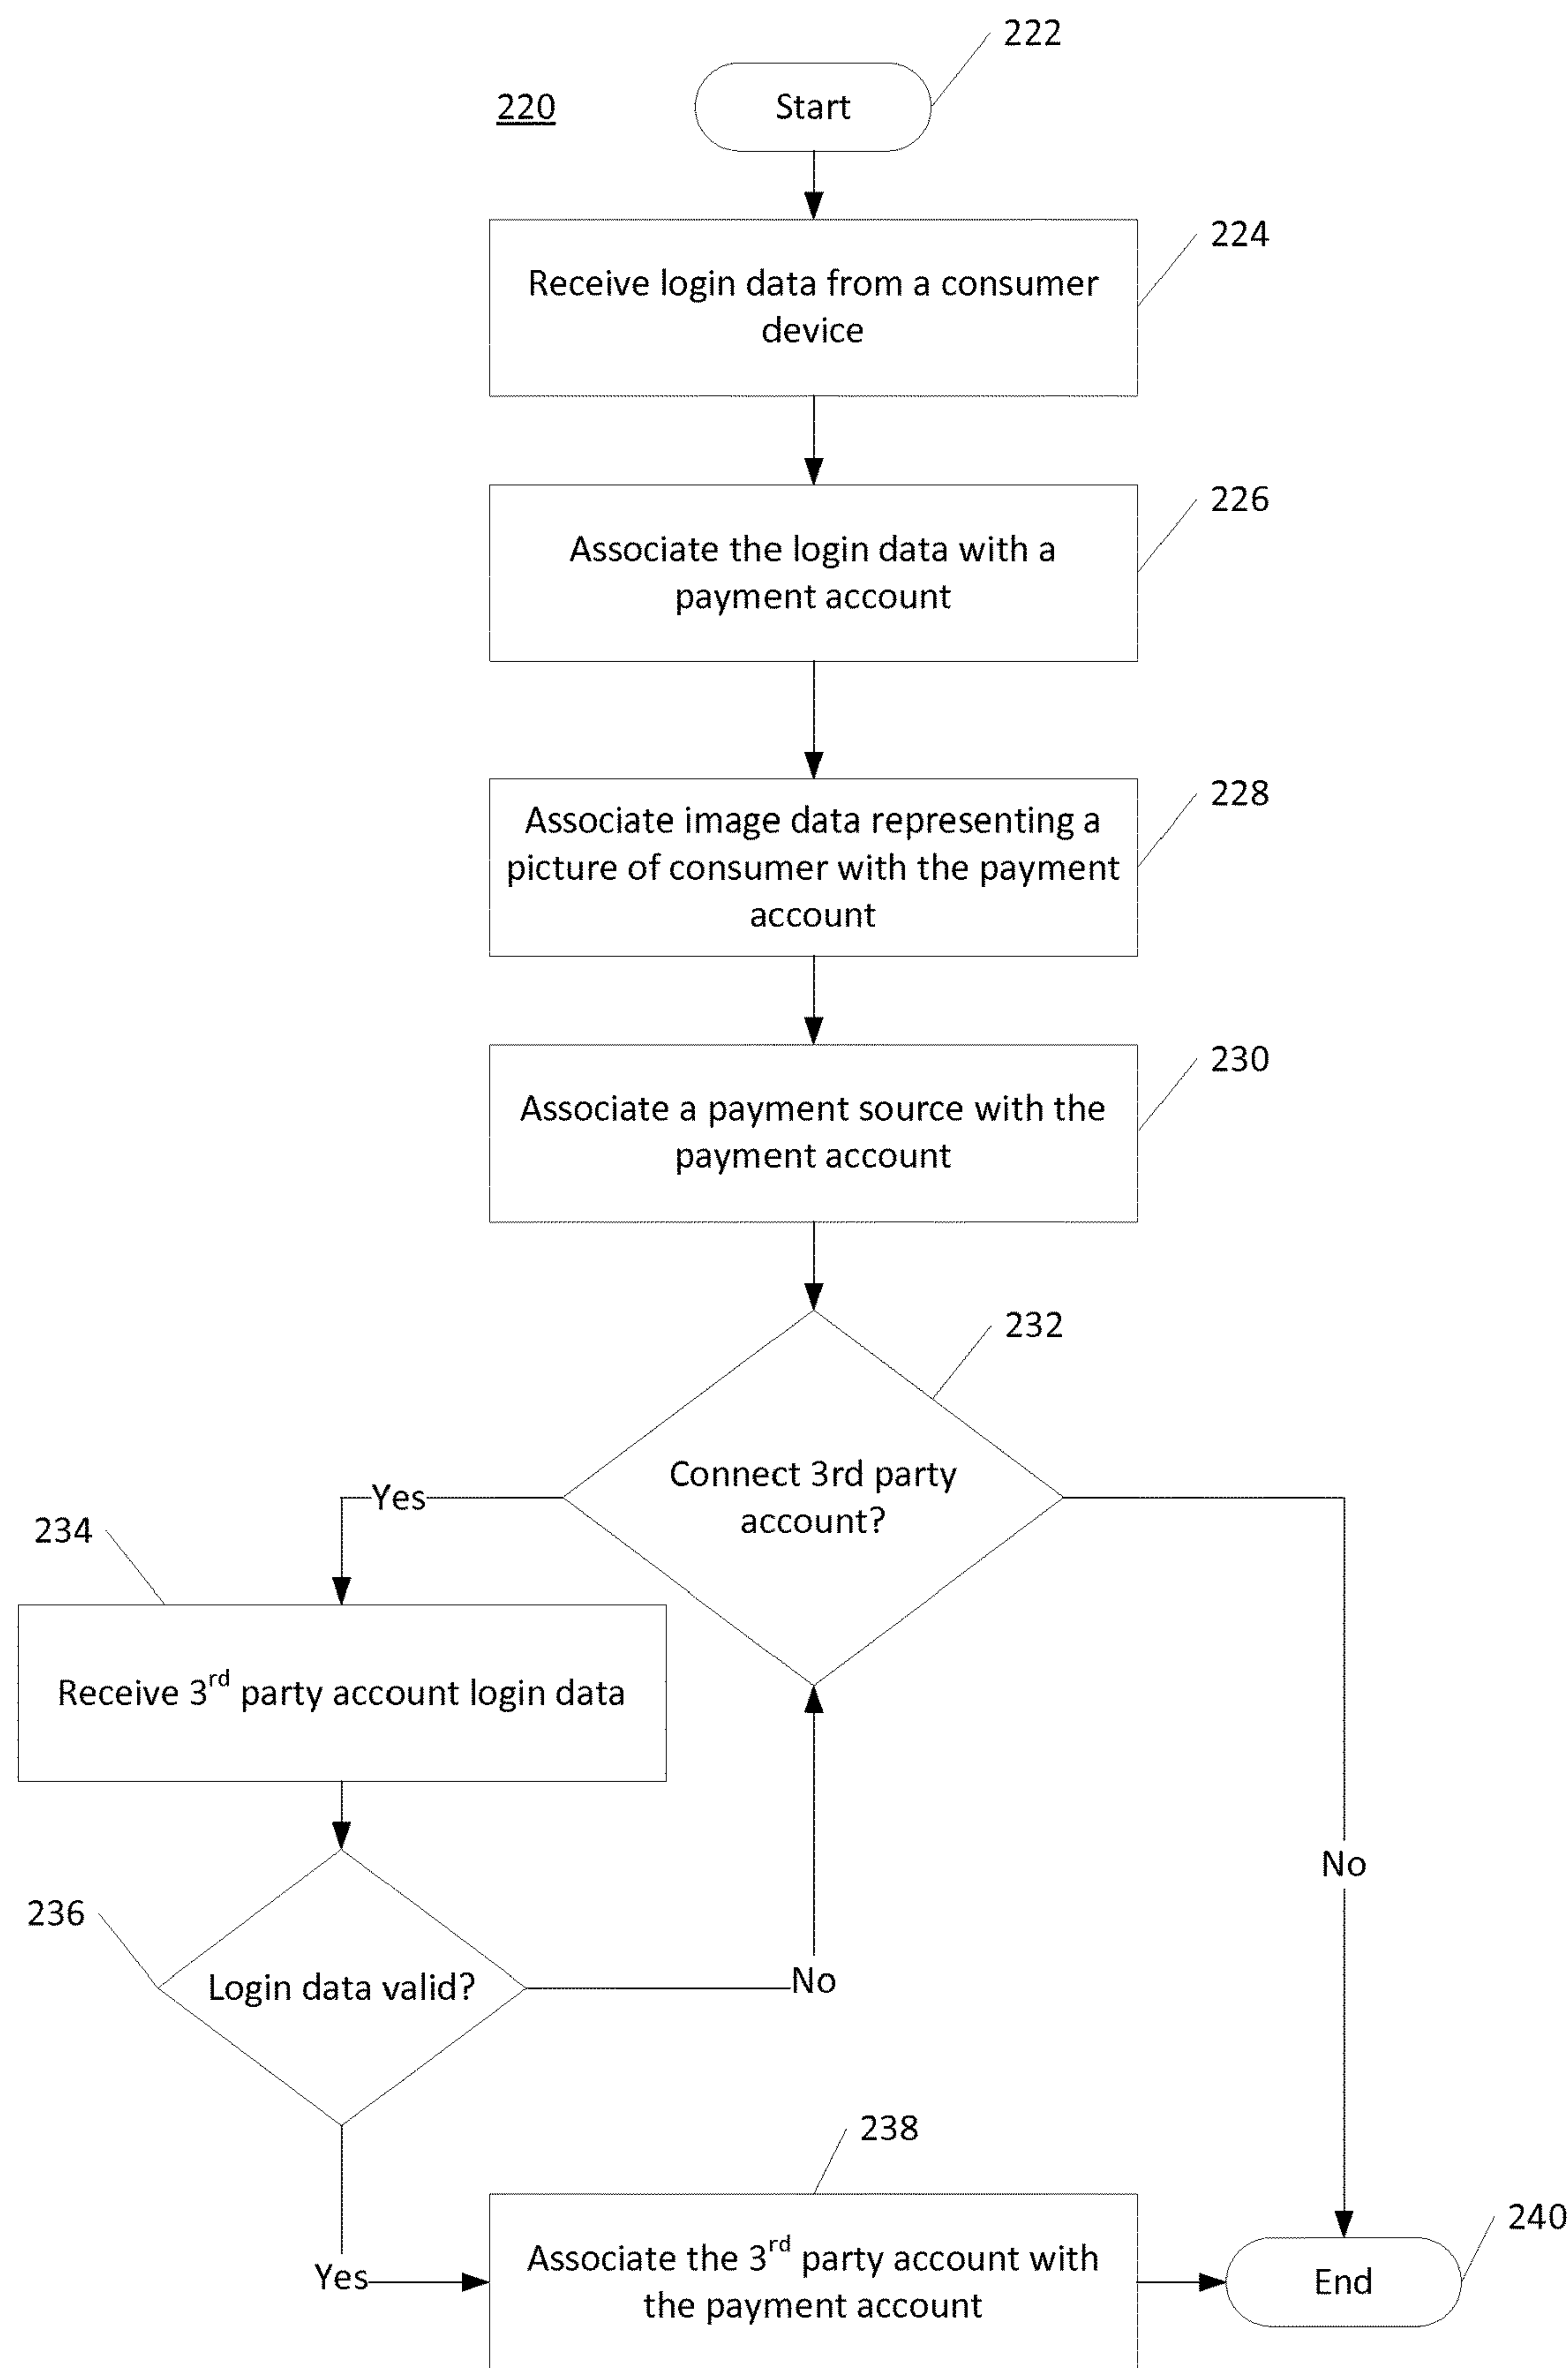 222
220
Start
224
Receive login data from a consumer
device
226
Associate the login data with a
payment account
228
Associate image data representing a
picture of consumer with the payment
account
230
Associate a payment source with the
payment account
232
Connect 3rd party
account?
Yes
234
Receive 3rd party account login data
No
236
Login data valid?
No
238
240
Yes
Associate the 3rd party account with
the payment account
End